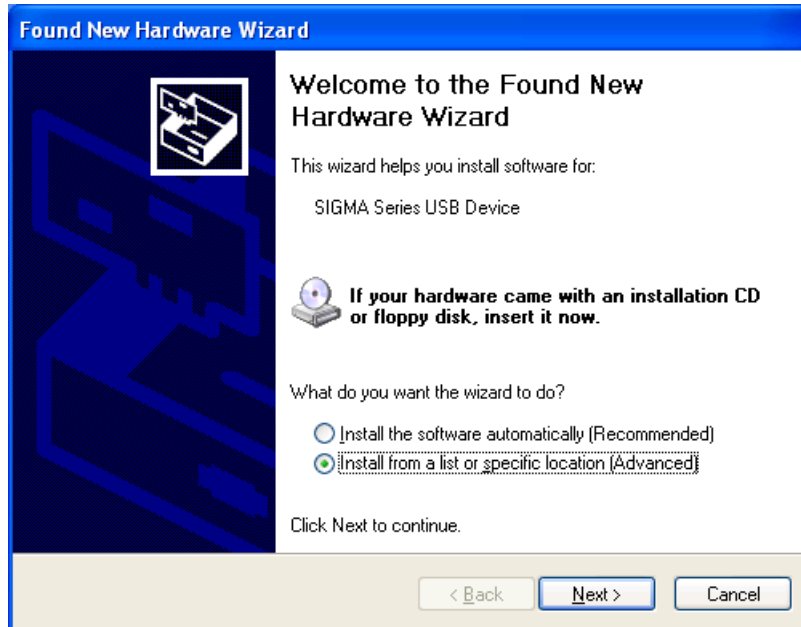 Found New Hardware Wizard
Welcome to the Found New
Hardware Wizard
This wizard helps you install software for:
SIGMA Series USB Device
If your hardware came with an installation CD
or floppy disk, insert it now.
What do you want the wizard to do?
Install the software automatically (Recommended)
Install from a list or specific location (Advanced)
Click Next to continue.
< Back Next > Cancel